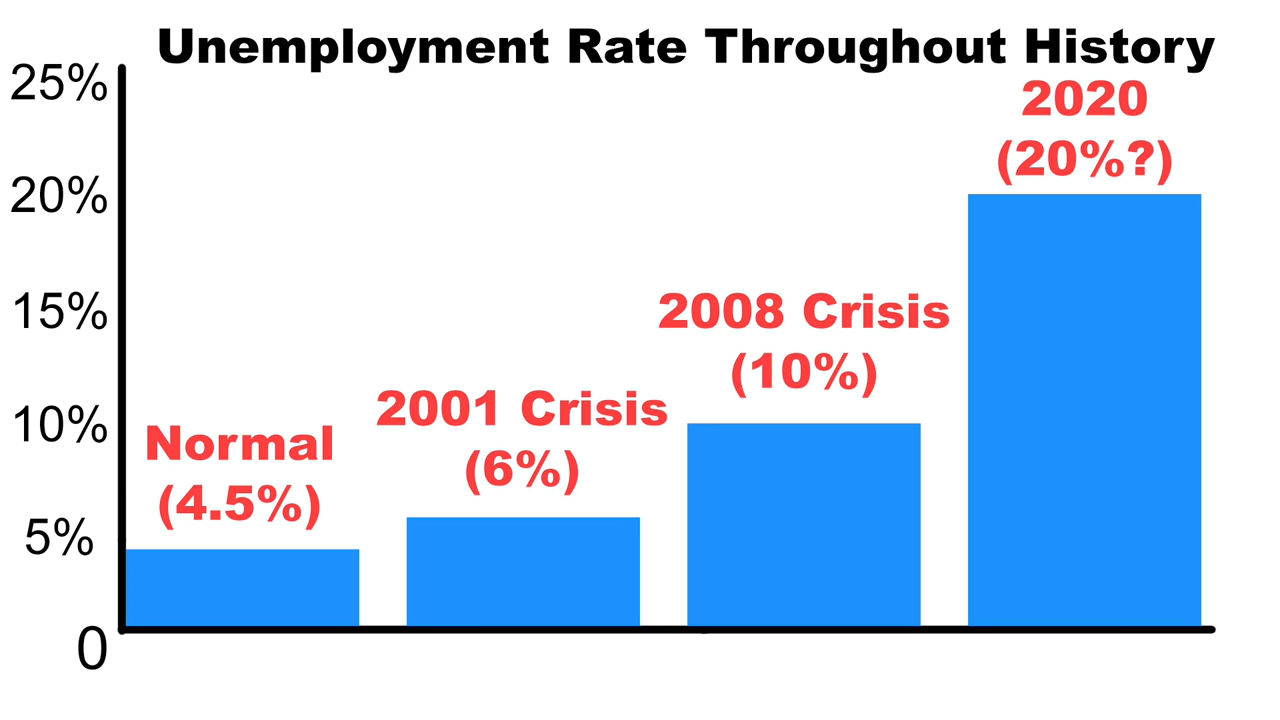 Unemployment Rate Throughout History
25%
20%
15%
10%
5%
0
Normal
(4.5%)
2001 Crisis
(6%)
2008 Crisis
(10%)
2020
(20%?)